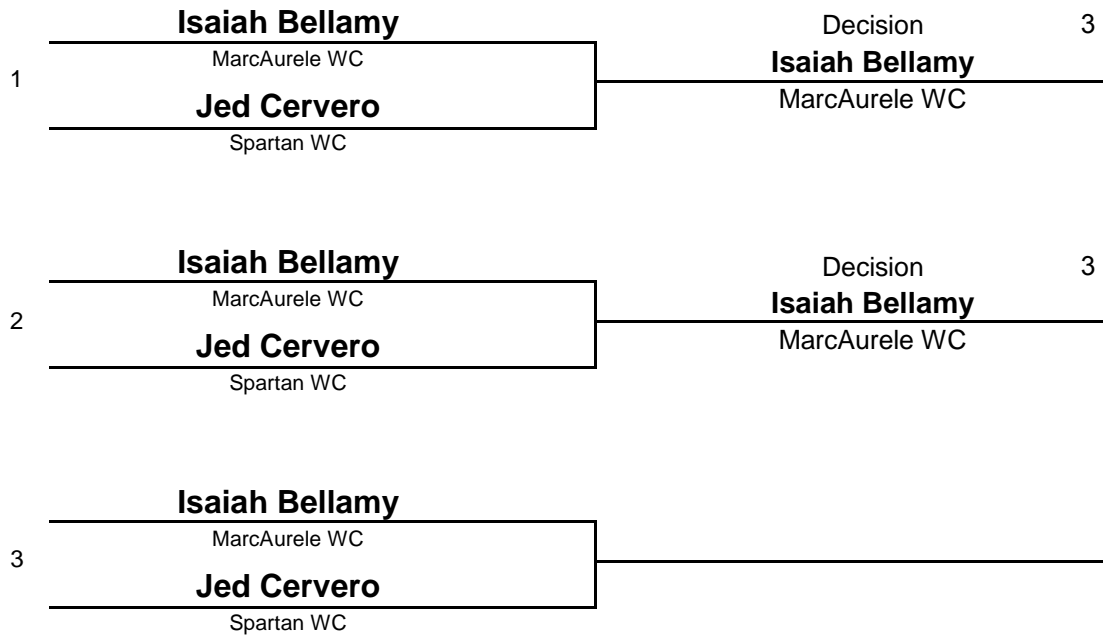 Isaiah Bellamy
Decision 3
MarcAurele WC
Isaiah Bellamy
1
MarcAurele WC
Jed Cervero
Spartan WC
Isaiah Bellamy
Decision 3
MarcAurele WC
Isaiah Bellamy
2
MarcAurele WC
Jed Cervero
Spartan WC
Isaiah Bellamy
MarcAurele WC
3
Jed Cervero
Spartan WC